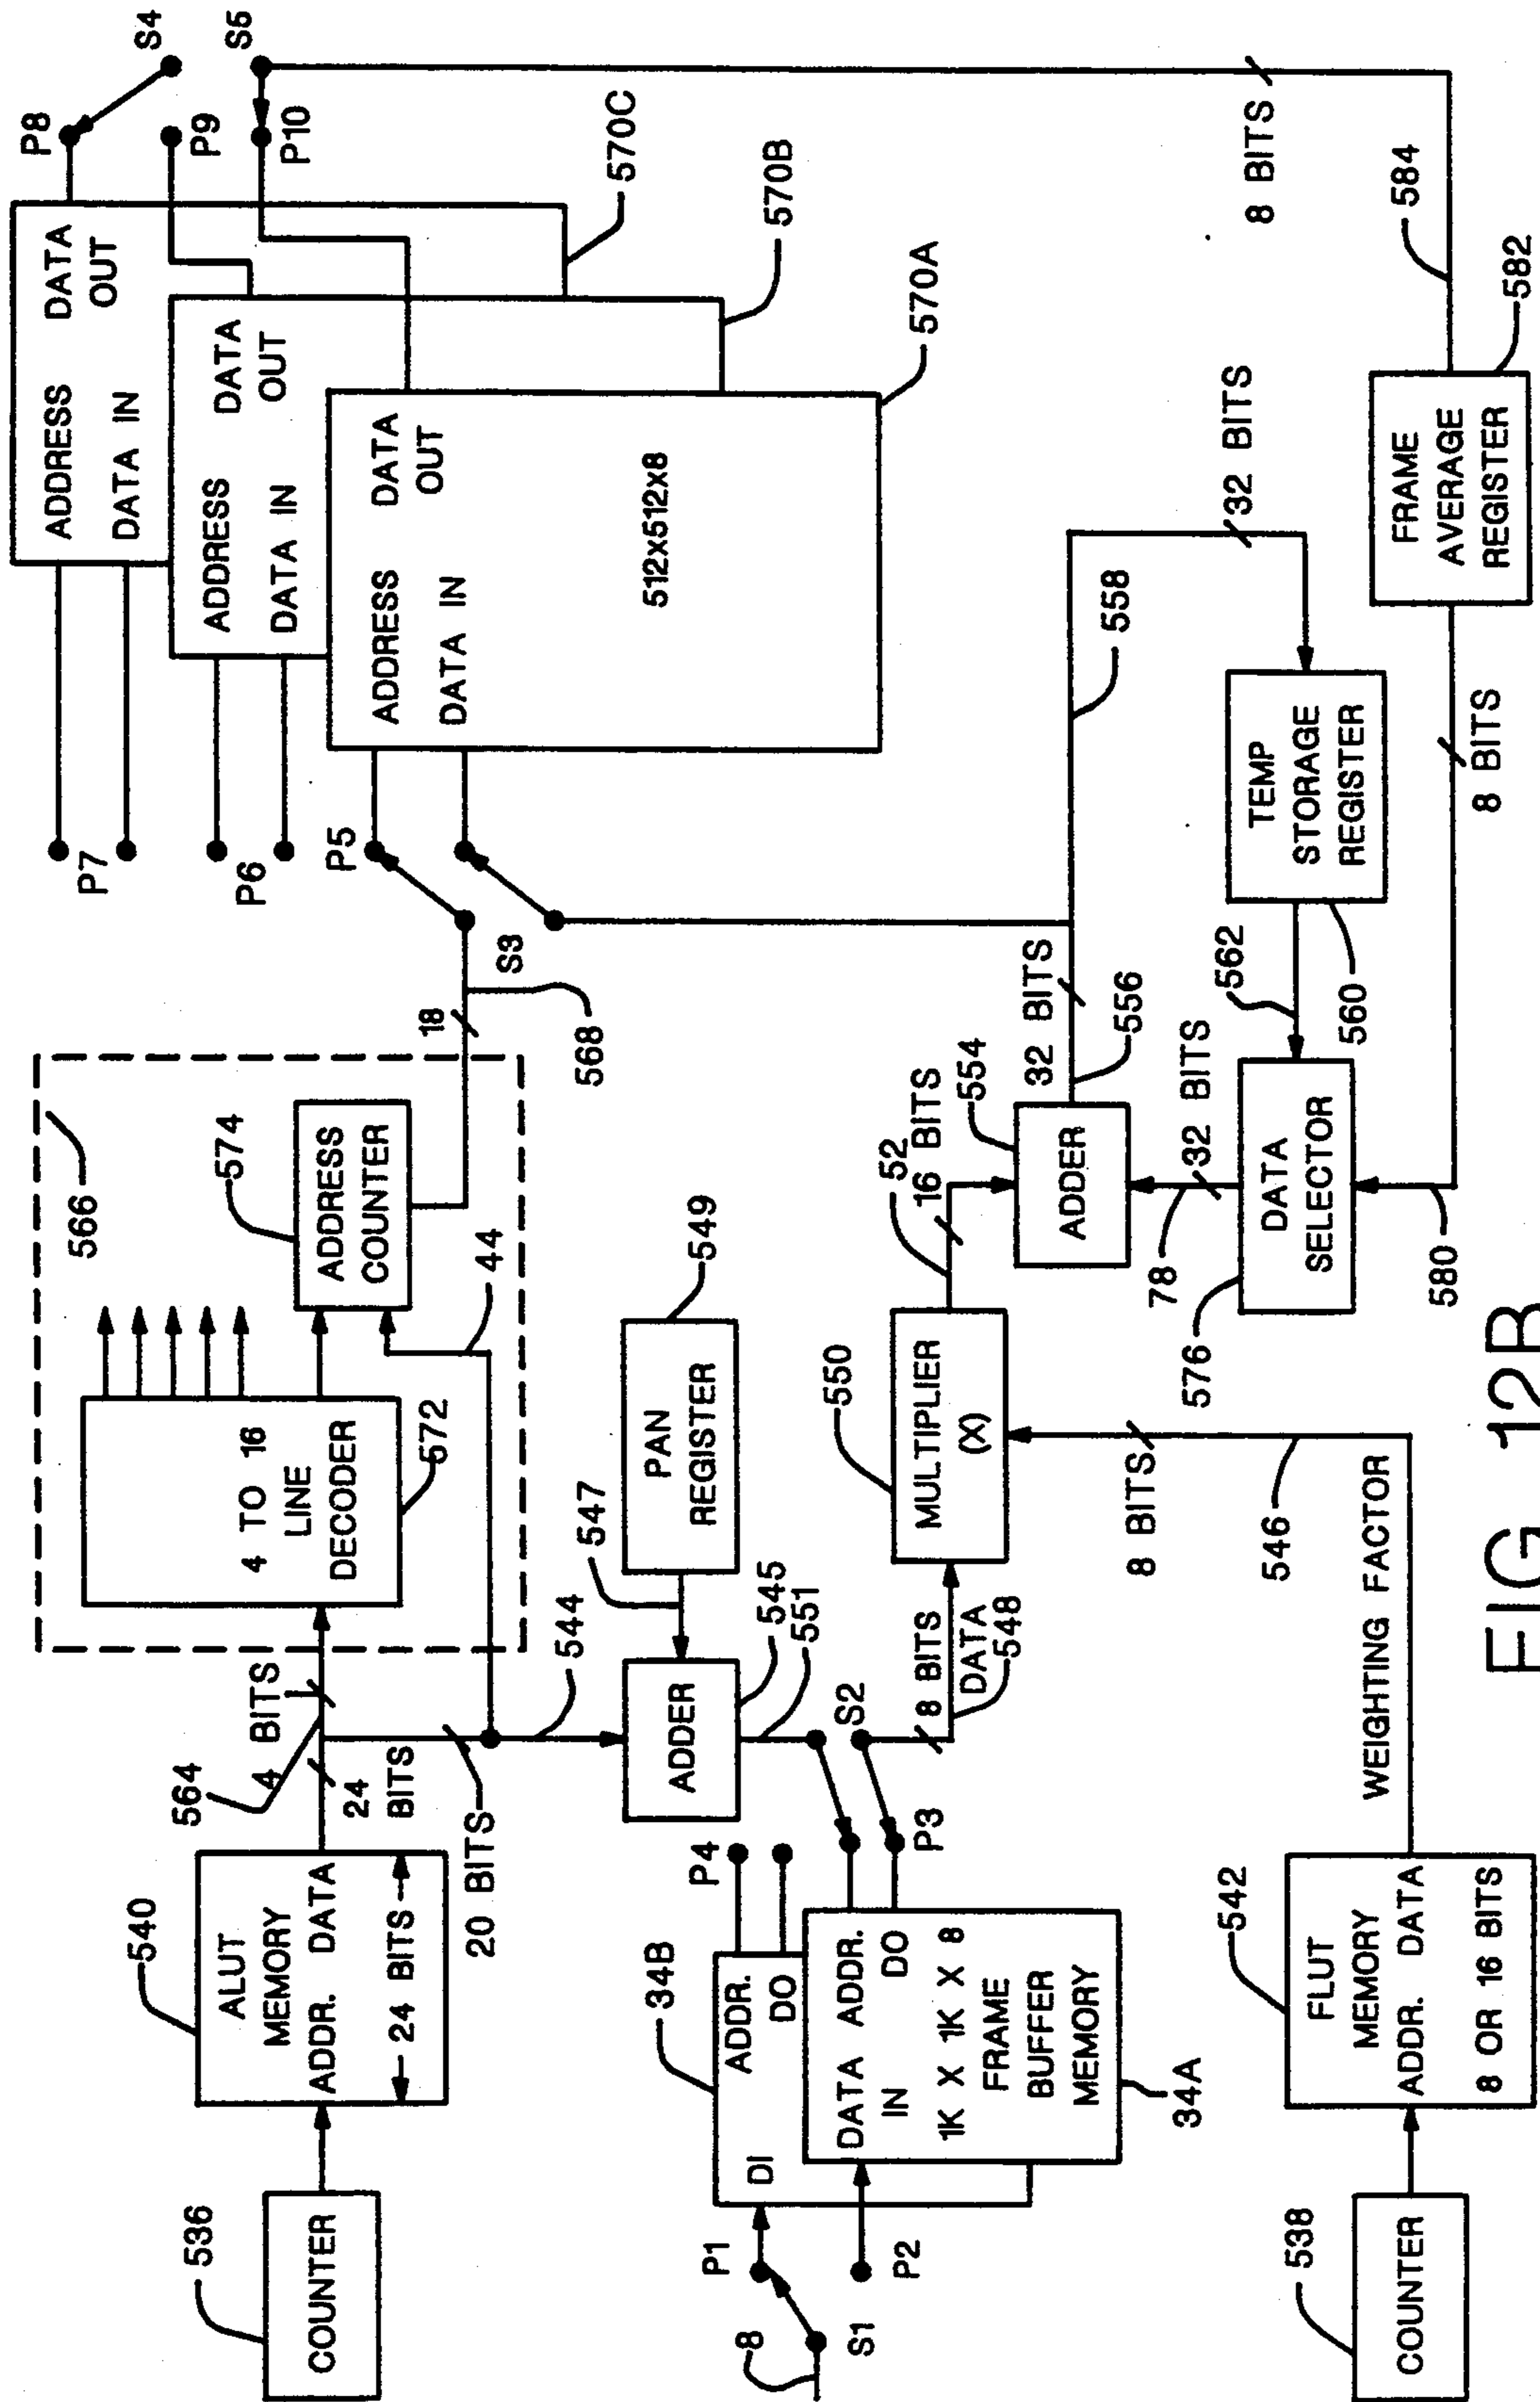 536
COUNTER
540
ALUT
MEMORY
ADDR. DATA
24 BITS
564
4 BITS
24
BITS
20 BITS
566
4 TO 16
LINE
DECODER
572
574
ADDRESS
COUNTER
44
18
568
S3
P7
P6
P5
ADDRESS
DATA IN
DATA
OUT
ADDRESS
DATA IN
DATA
OUT
ADDRESS
DATA IN
DATA
OUT
512x512x8
P8
P9
P10
S4
S5
570C
570B
570A
544
ADDER
545
547
PAN
REGISTER
549
551
S2
8
S1
P1
P2
34B
DI
ADDR.
DO
P4
DATA
IN
ADDR.
DO
1K X 1K X 8
FRAME
BUFFER
MEMORY
34A
P3
8 BITS
DATA
548
550
MULTIPLIER
(X)
52
16 BITS
554
ADDER
32 BITS
556
558
32 BITS
78
32 BITS
576
DATA
SELECTOR
562
560
TEMP
STORAGE
REGISTER
580
8 BITS
FRAME
AVERAGE
REGISTER
582
584
8 BITS
538
COUNTER
542
FLUT
MEMORY
ADDR. DATA
8 OR 16 BITS
WEIGHTING FACTOR
546
8 BITS
FIG. 12B